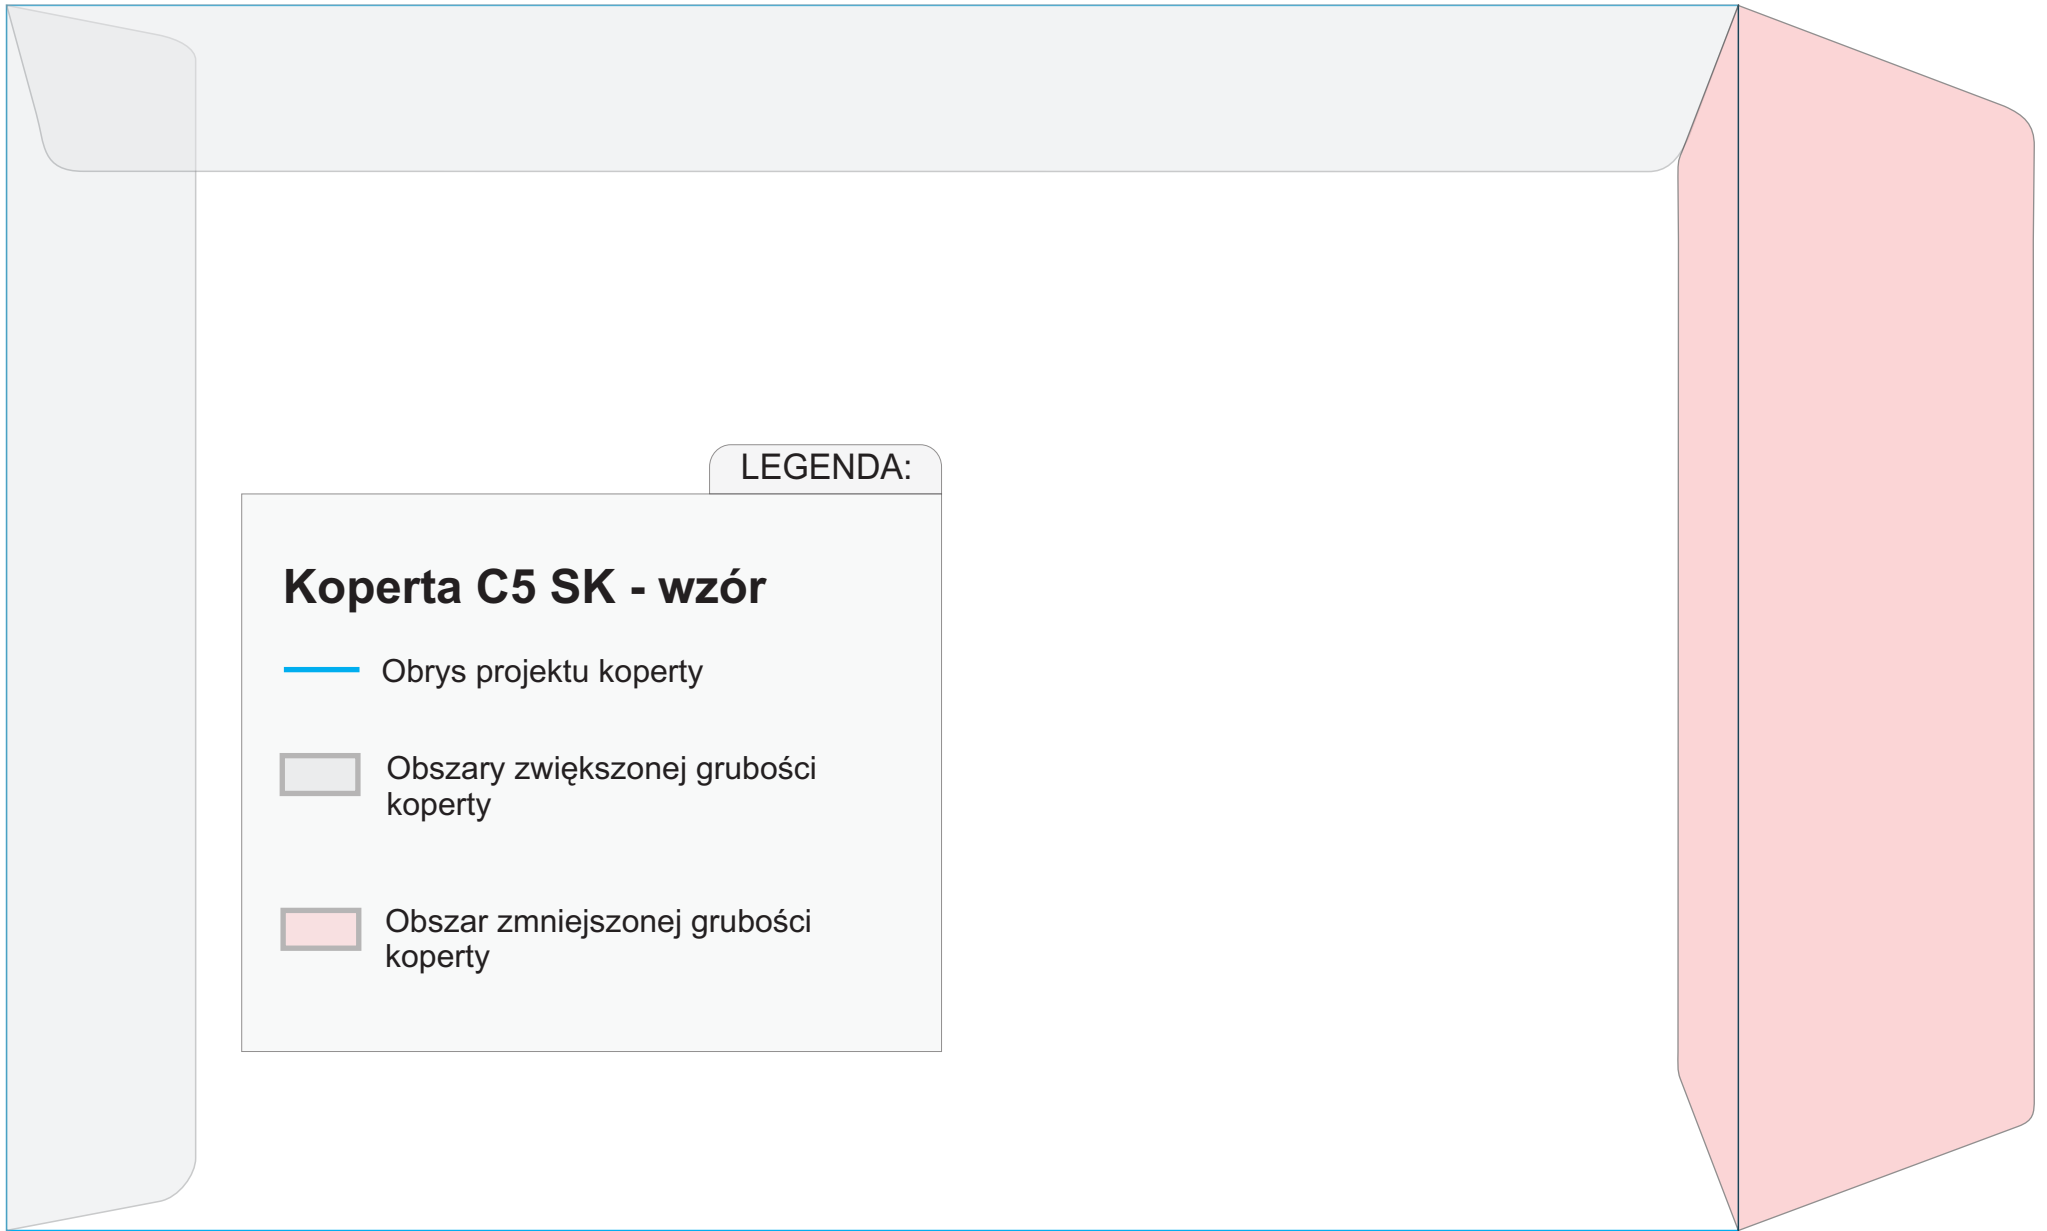 LEGENDA:
Koperta C5 SK - wzór
Obrys projektu koperty
Obszary zwiększonej grubości
koperty
Obszar zmniejszonej grubości
koperty